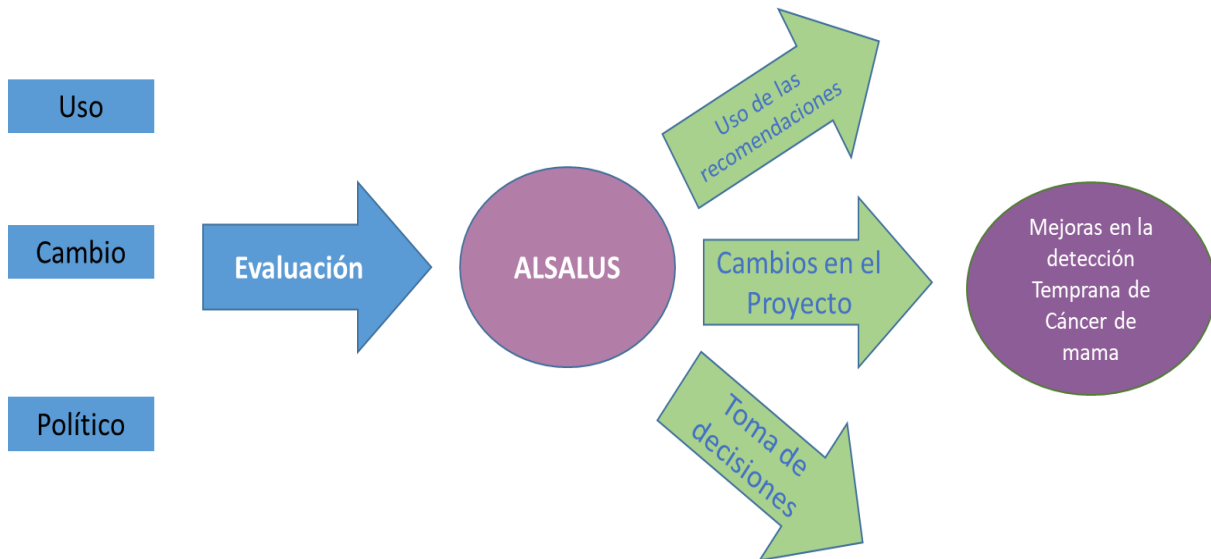 Uso
Cambio
Político
Evaluación
ALSALUS
Uso de las
recomendaciones
Cambios en el
Proyecto
Toma de
decisiones
Mejoras en la
detección
Temprana de
Cáncer de
mama